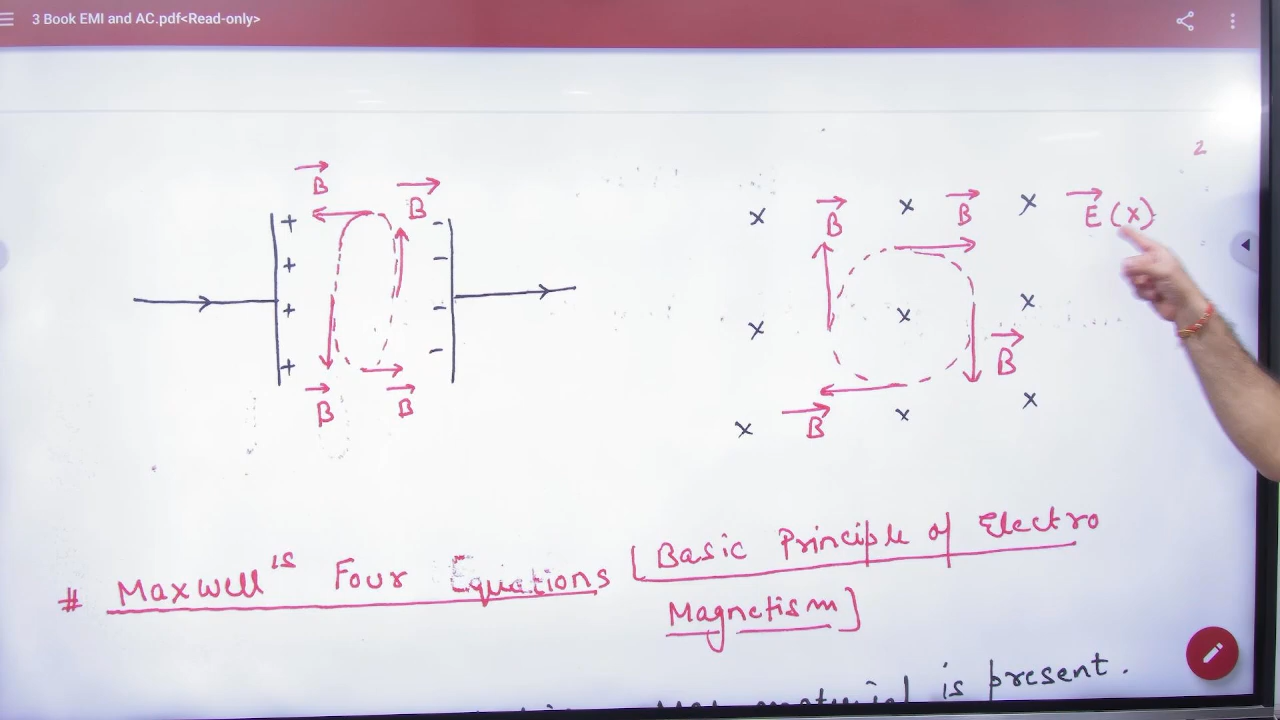 3 Book EMI and AC.pdf<Read-only>
2
B B
+ + + +
- - - -
B B
× B × B × E (×)
× × × B
× B × ×
# Maxwell's Four Equations [Basic Principle of Electro
Magnetism]
material is present.